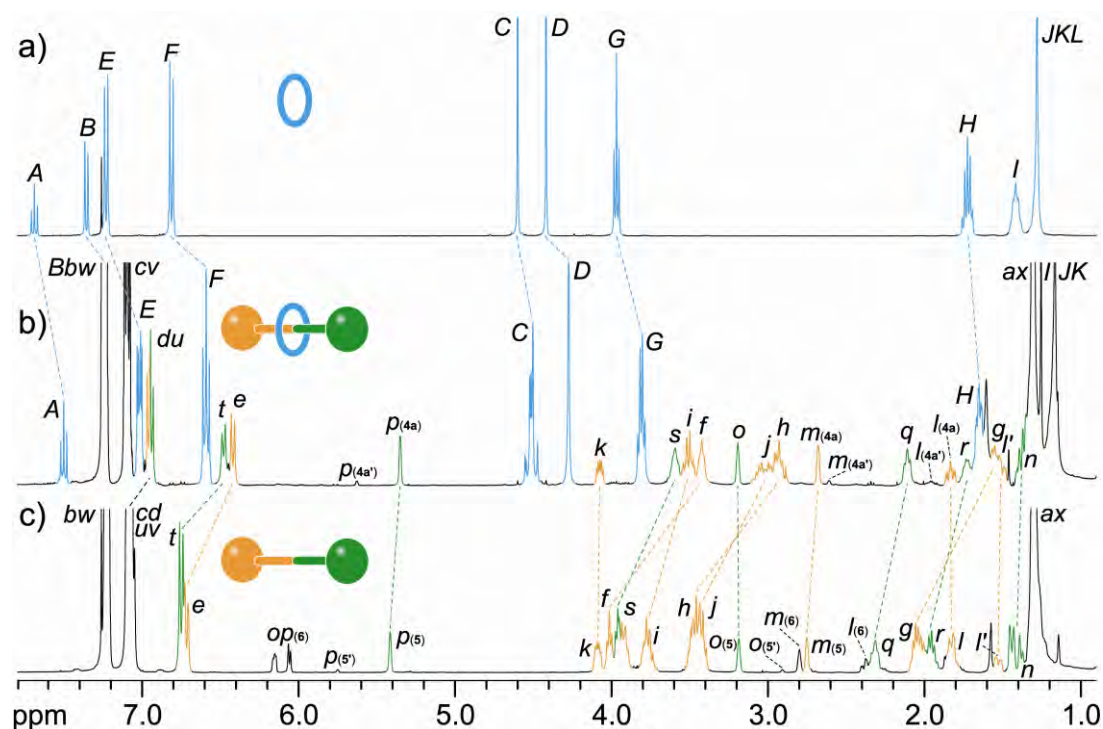 a)
A B E F C D G H I JKL
b)
A Bbw cv E du F t e p(4a') p(4a) C D G k s i f j h o m(4a) m(4a') q l(4a') l(4a) r H g l' n ax I JK
c)
bw cd
uv t e op(6) p(5') p(5) k f s i h j o(5) o(5') m(6) m(5) l(6) q g r l l' n ax
ppm 7.0 6.0 5.0 4.0 3.0 2.0 1.0